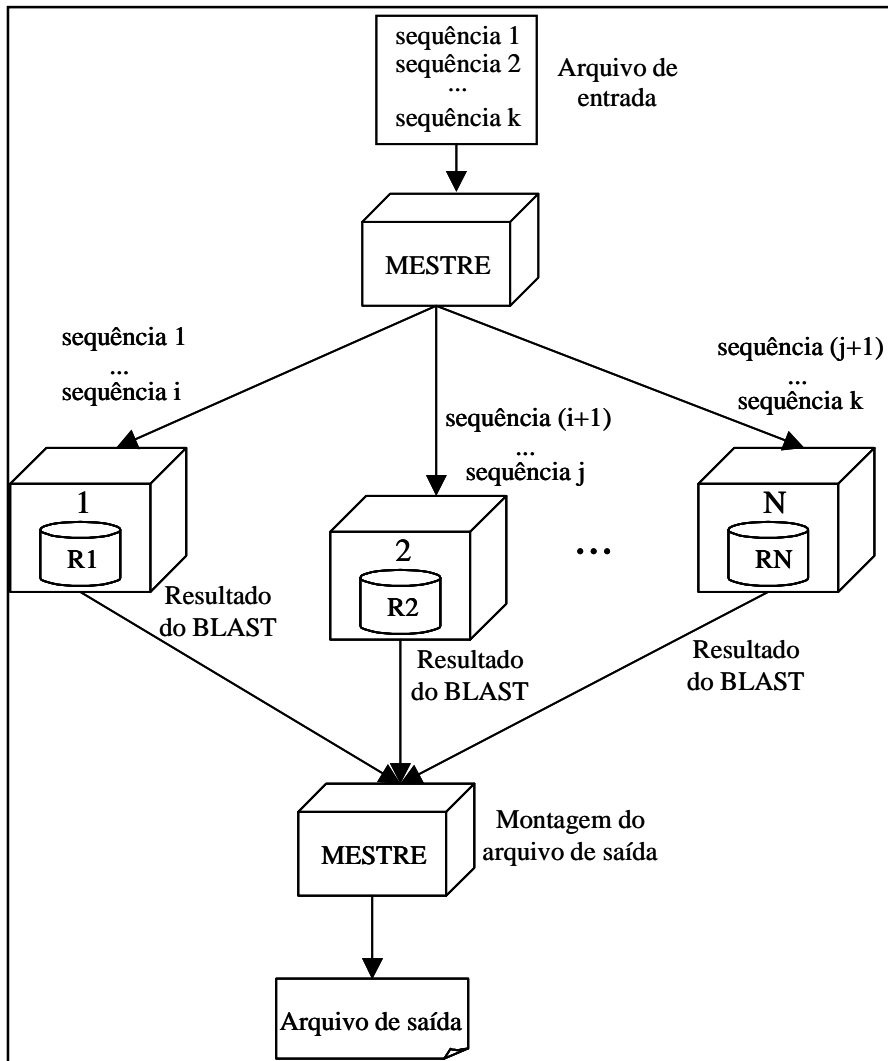 sequência 1
sequência 2
...
sequência k
Arquivo de
entrada
MESTRE
sequência 1
...
sequência i
sequência (i+1)
...
sequência j
sequência (j+1)
...
sequência k
1
R1
2
R2
...
N
RN
Resultado
do BLAST
Resultado
do BLAST
Resultado
do BLAST
MESTRE
Montagem do
arquivo de saída
Arquivo de saída